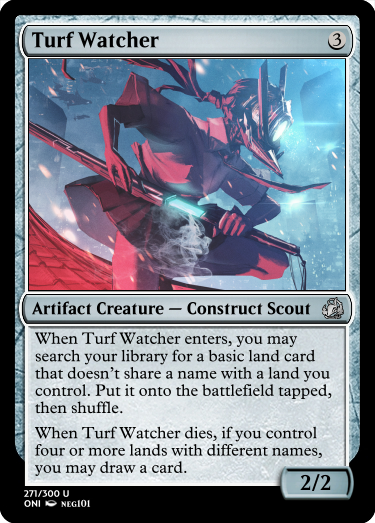 Turf Watcher 3
Artifact Creature — Construct Scout
When Turf Watcher enters, you may
search your library for a basic land card
that doesn't share a name with a land you
control. Put it onto the battlefield tapped,
then shuffle.
When Turf Watcher dies, if you control
four or more lands with different names,
you may draw a card.
2/2
271/300 U
ONI NEG101